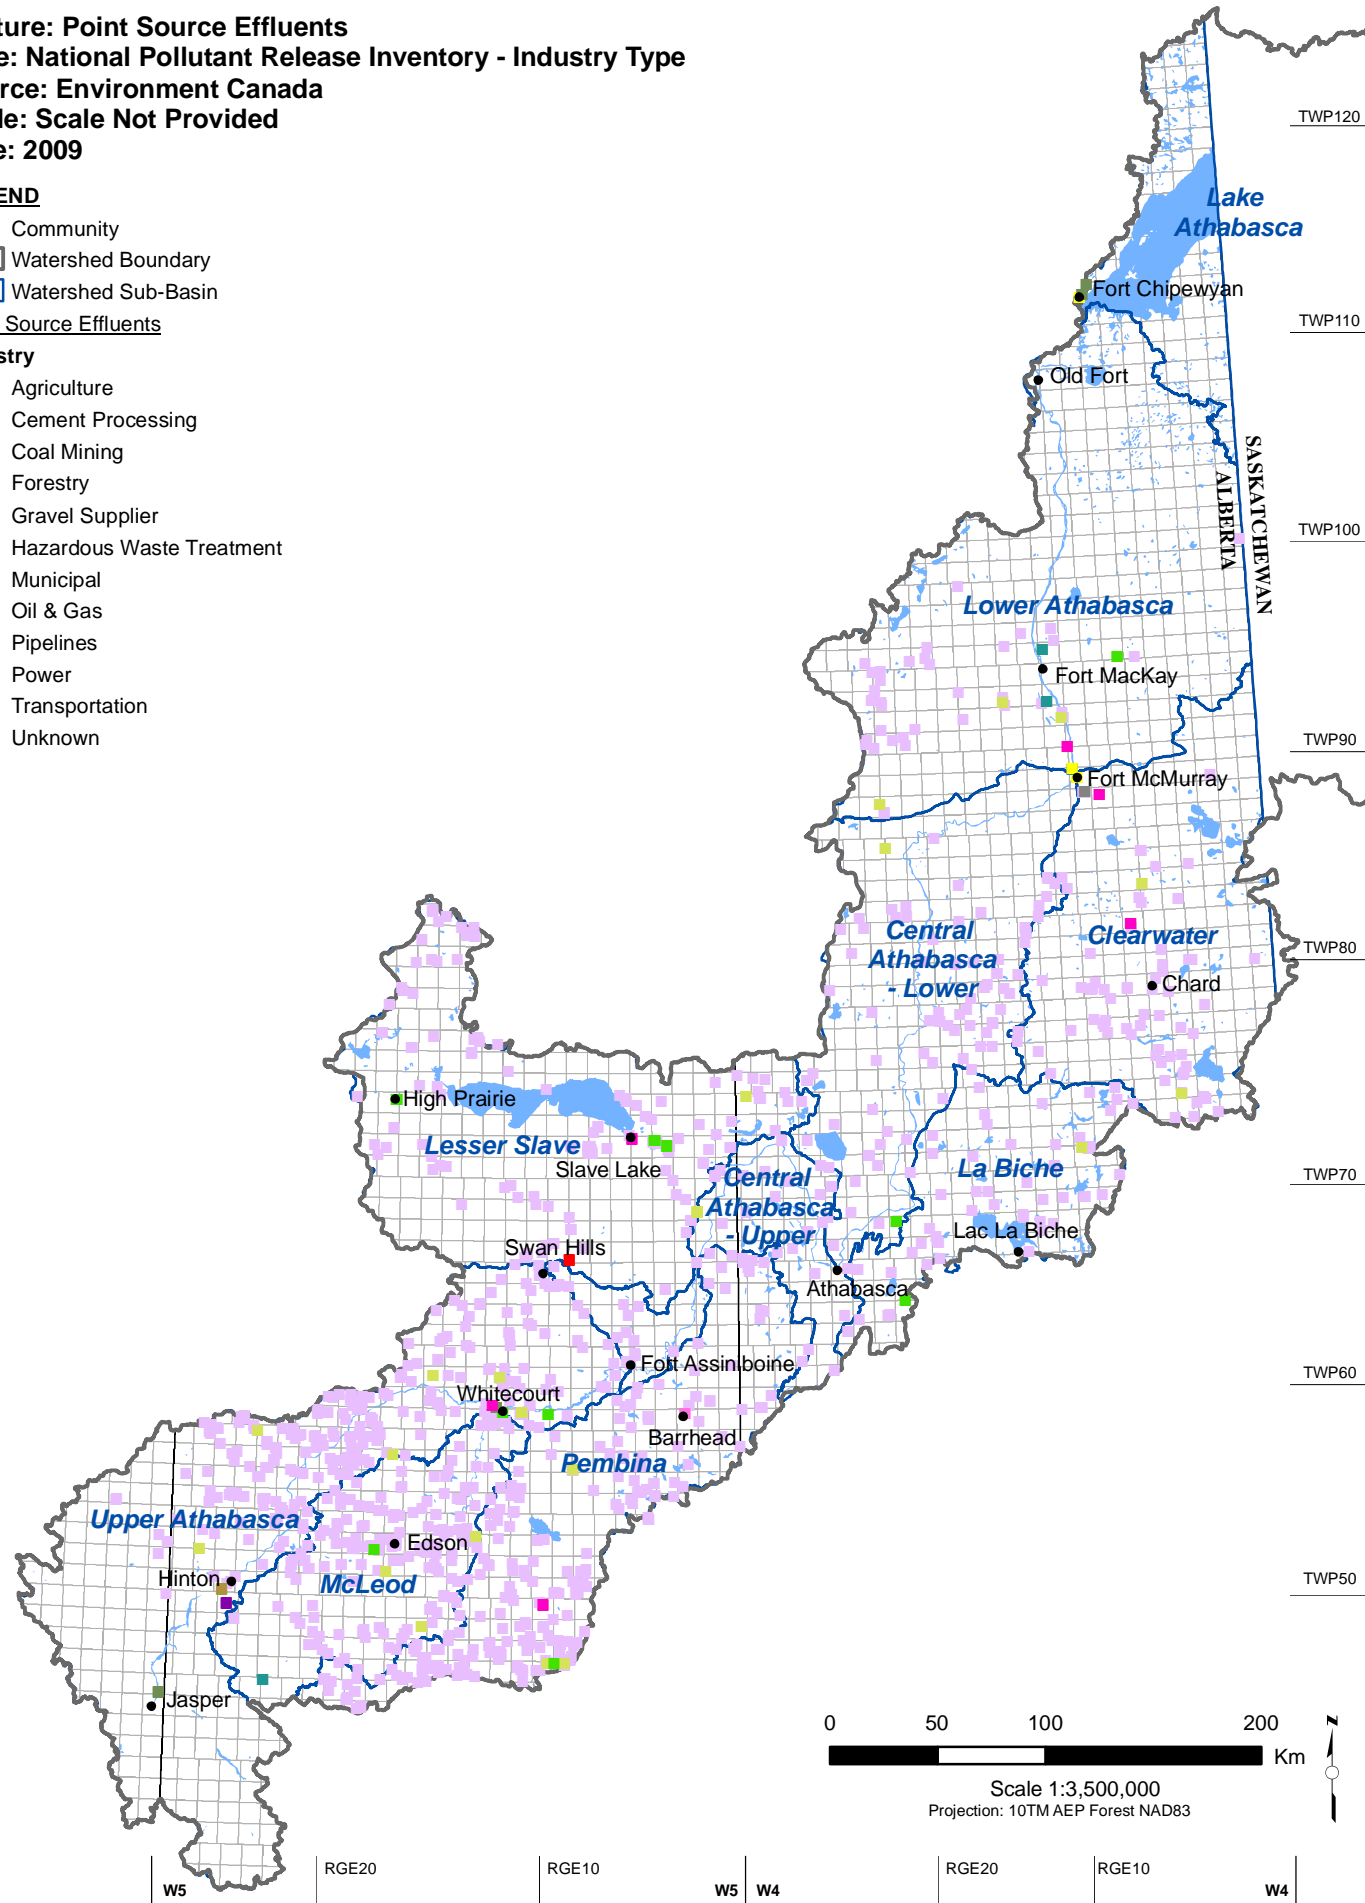 ture: Point Source Effluents
e: National Pollutant Release Inventory - Industry Type
rce: Environment Canada
le: Scale Not Provided
e: 2009
END
Community
Watershed Boundary
Watershed Sub-Basin
Source Effluents
stry
Agriculture
Cement Processing
Coal Mining
Forestry
Gravel Supplier
Hazardous Waste Treatment
Municipal
Oil & Gas
Pipelines
Power
Transportation
Unknown
TWP120
Lake
Athabasca
Fort Chipewyan
TWP110
Old Fort
SASKATCHEWAN
ALBERTA
TWP100
Lower Athabasca
Fort MacKay
TWP90
Fort McMurray
Central
Athabasca
- Lower
Clearwater
TWP80
Chard
High Prairie
Lesser Slave
Slave Lake
La Biche
TWP70
Central
Athabasca
- Upper
Lac La Biche
Swan Hills
Athabasca
Fort Assiniboine
TWP60
Whitecourt
Barrhead
Pembina
Upper Athabasca
Edson
Hinton
McLeod
TWP50
Jasper
0 50 100 200
Km
z
Scale 1:3,500,000
Projection: 10TM AEP Forest NAD83
RGE20 RGE10 RGE20 RGE10
W5 W5 W4 W4